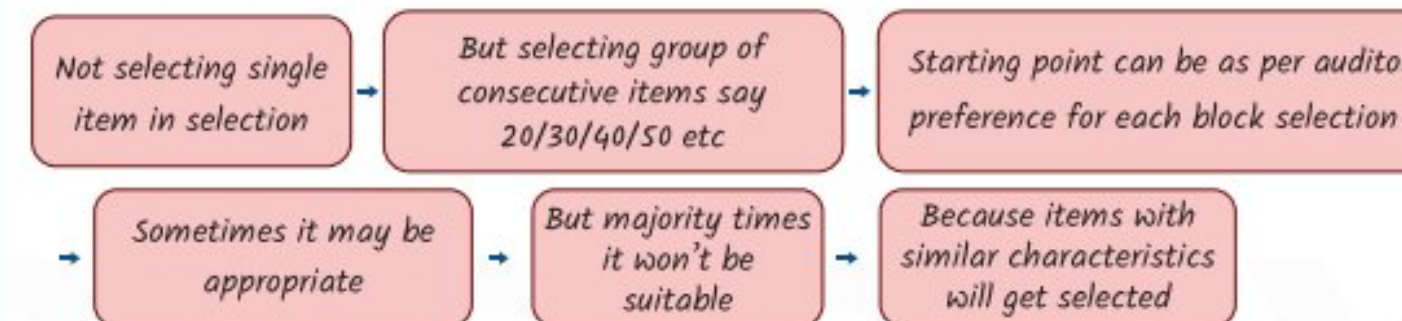 Not selecting single
item in selection
But selecting group of
consecutive items say
20/30/40/50 etc
Starting point can be as per audito
preference for each block selection
Sometimes it may be
appropriate
But majority times
it won't be
suitable
Because items with
similar characteristics
will get selected